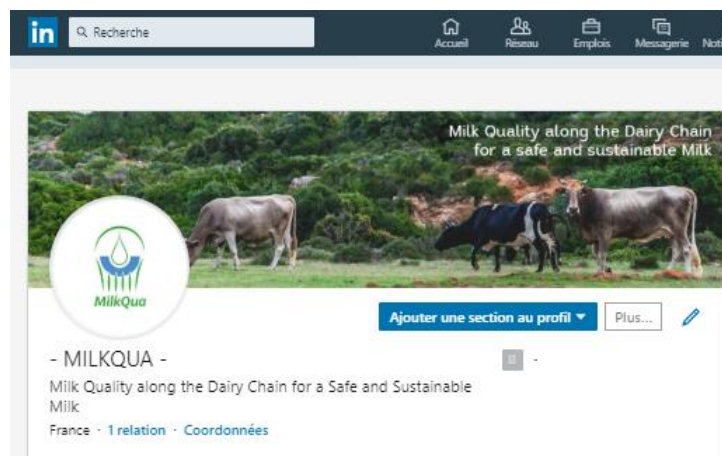 in
Recherche
Accueil Réseau Emplois Messagerie Noti
Milk Quality along the Dairy Chain
for a safe and sustainable Milk
MilkQua
Ajouter une section au profil Plus...
- MILKQUA - -
Milk Quality along the Dairy Chain for a Safe and Sustainable
Milk
France · 1 relation · Coordonnées